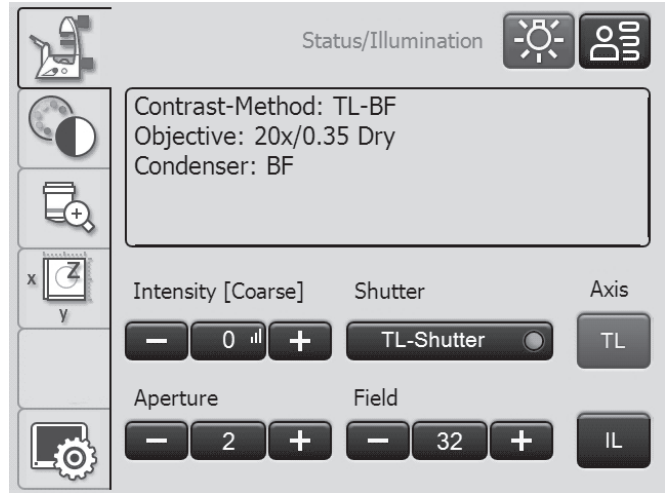 Status/Illumination
Contrast-Method: TL-BF
Objective: 20x/0.35 Dry
Condenser: BF
x Z
y
Intensity [Coarse] Shutter Axis
− 0 + TL-Shutter TL
Aperture Field
− 2 + − 32 + IL